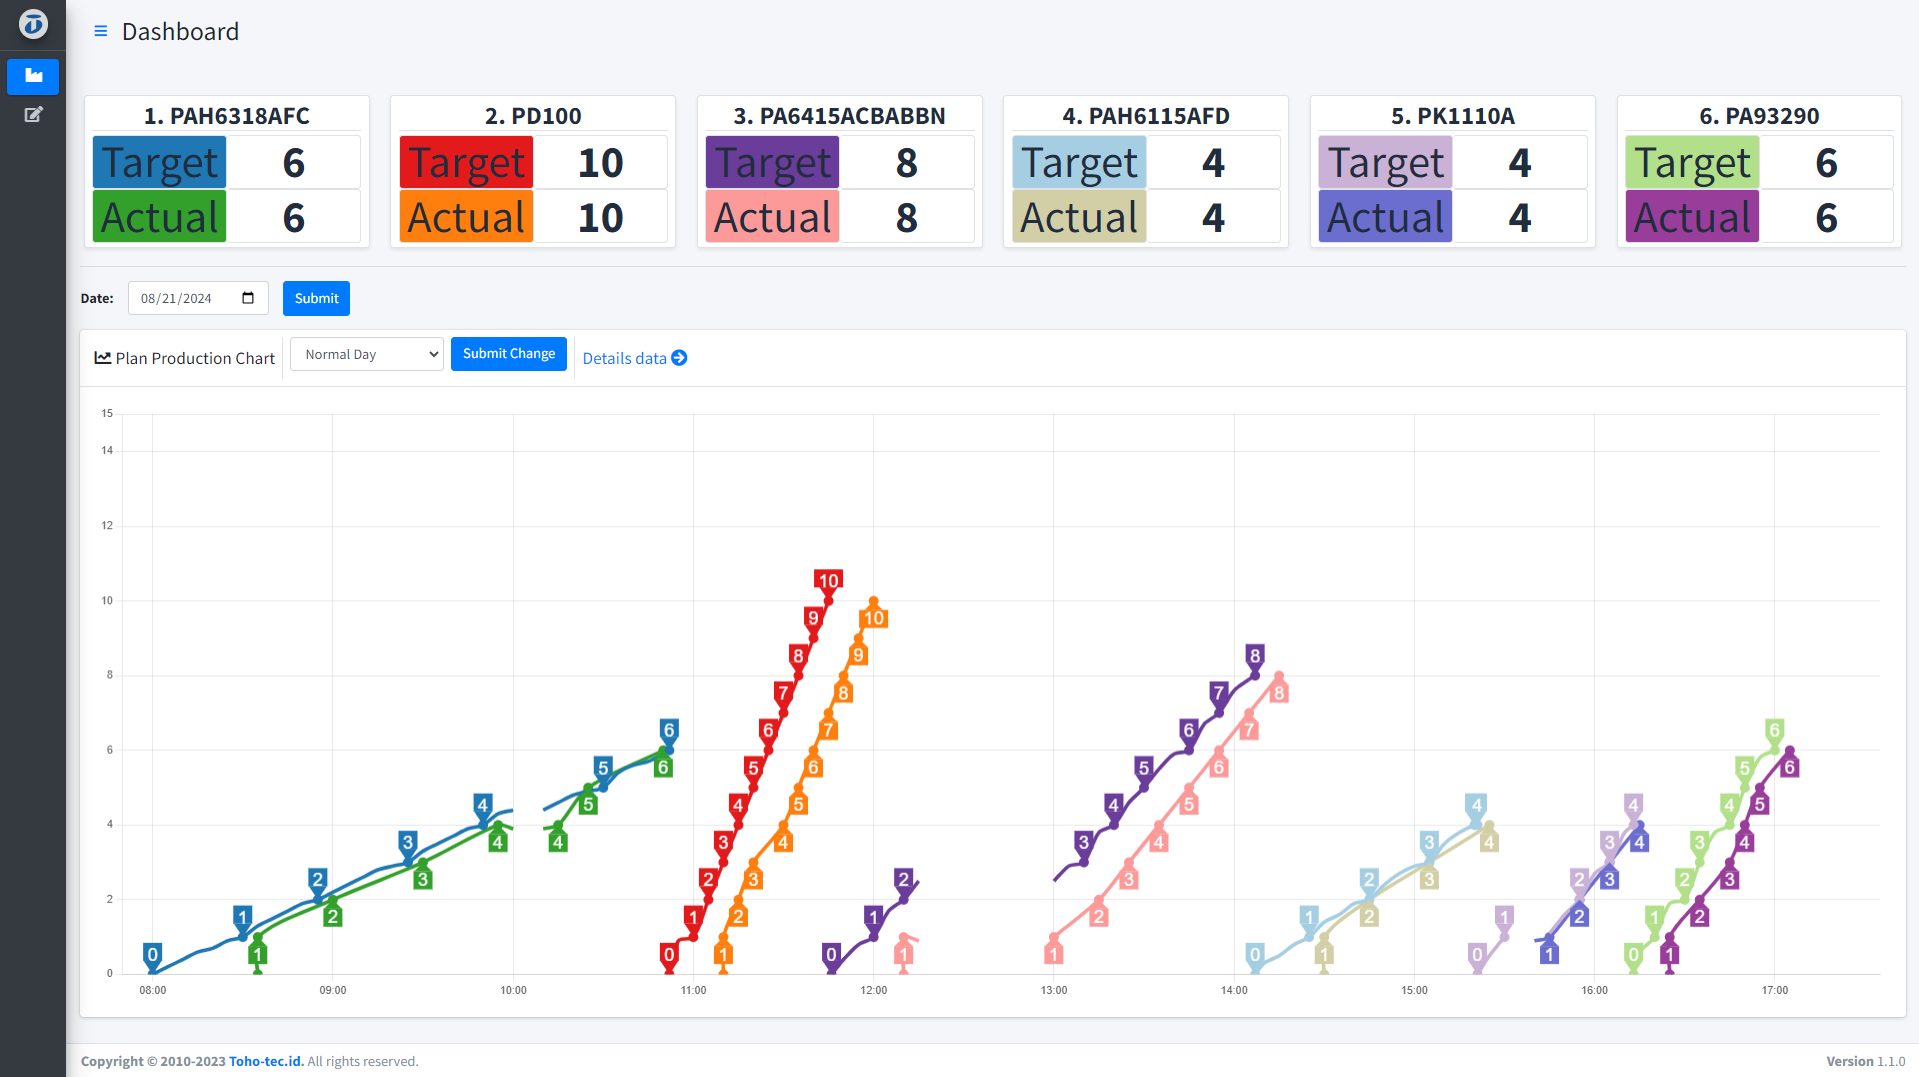 Dashboard
1. PAH6318AFC
Target 6
Actual 6
2. PD100
Target 10
Actual 10
3. PA6415ACBABBN
Target 8
Actual 8
4. PAH6115AFD
Target 4
Actual 4
5. PK1110A
Target 4
Actual 4
6. PA93290
Target 6
Actual 6
Date: 08/21/2024 Submit
Plan Production Chart Normal Day Submit Change Details data
15
14
12
10
8
6
4
2
0
0 1 2 3 4 5 6
1 2 3 4 4 5 6
0 1 2 3 4 5 6 7 8 9 10
1 2 3 4 5 6 7 8 9 10
0 1 2 3 4 5 6 7 8
1 1 2 3 4 5 6 7 8
0 1 2 3 4
1 2 3 4
0 1 2 3 4
1 2 3 4
0 1 2 3 4 5 6
1 2 3 4 5 6
08:00 09:00 10:00 11:00 12:00 13:00 14:00 15:00 16:00 17:00
Copyright © 2010-2023 Toho-tec.id. All rights reserved.
Version 1.1.0